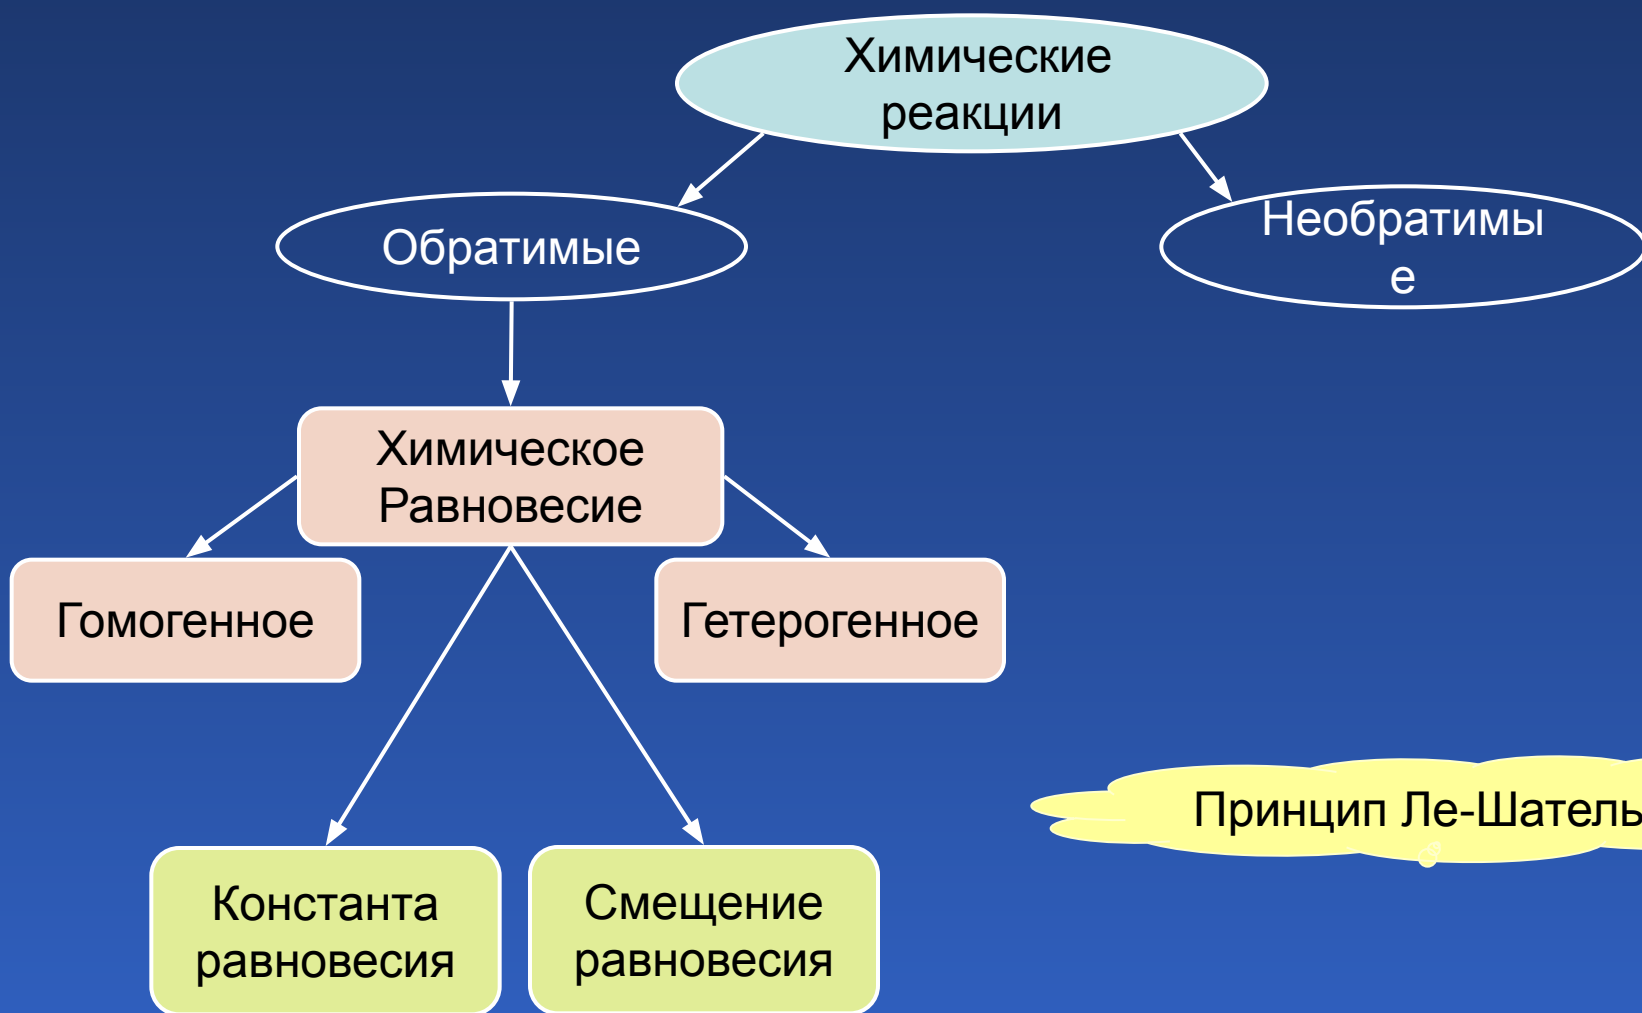 Химические
реакции
Обратимые
Необратимы
е
Химическое
Равновесие
Гомогенное
Гетерогенное
Принцип Ле-Шатель
Константа
равновесия
Смещение
равновесия